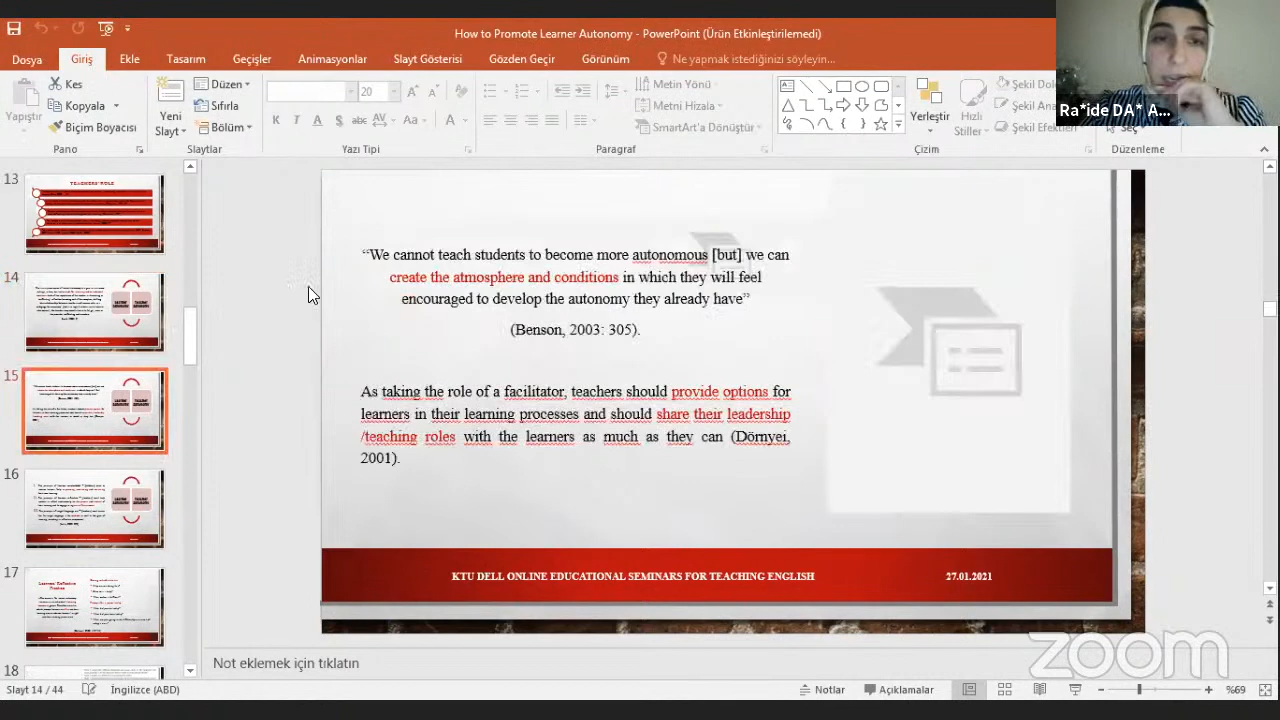 How to Promote Learner Autonomy - PowerPoint (Ürün Etkinleştirilemedi)
Dosya Giriş Ekle Tasarım Geçişler Animasyonlar Slayt Gösterisi Gözden Geçir Görünüm Ne yapmak istediğinizi söyleyin...
Ra*ide DA* A...
Yapıştır
Kes
Kopyala
Biçim Boyacısı
Pano
Yeni
Slayt
Düzen
Sıfırla
Bölüm
Slaytlar
20
K T A S abc AV Aa A
Yazı Tipi
Metin Yönü
Metni Hizala
SmartArt'a Dönüştür
Paragraf
Yerleştir
Hızlı
Stiller
Şekil
Şekil
Şekil Efektleri
Çizim
Seç
Düzenleme
13
TEACHERS' ROLE
14
15
16
17
18
“We cannot teach students to become more autonomous [but] we can
create the atmosphere and conditions in which they will feel
encouraged to develop the autonomy they already have”
(Benson, 2003: 305).
As taking the role of a facilitator, teachers should provide options for
learners in their learning processes and should share their leadership
/teaching roles with the learners as much as they can (Dörnyei,
2001).
KTU DELL ONLINE EDUCATIONAL SEMINARS FOR TEACHING ENGLISH 27.01.2021
Not eklemek için tıklatın
zoom
Slayt 14 / 44 İngilizce (ABD) Notlar Açıklamalar %69